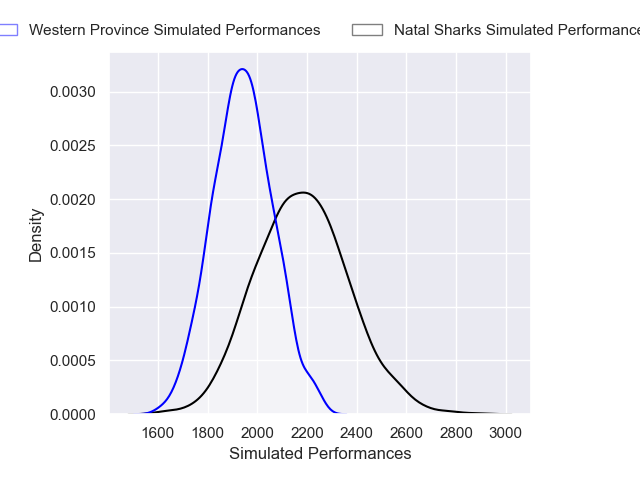 Western Province Simulated Performances
Natal Sharks Simulated Performance
0.0030
0.0025
0.0020
0.0015
0.0010
0.0005
0.0000
Density
1600 1800 2000 2200 2400 2600 2800 3000
Simulated Performances